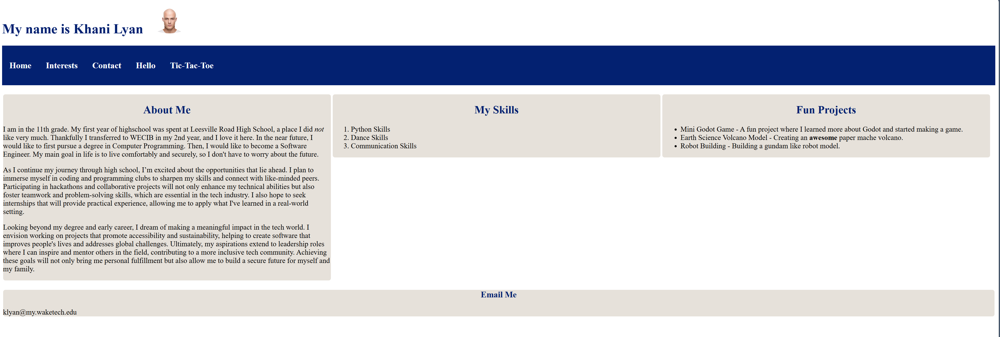 My name is Khani Lyan
Home Interests Contact Hello Tic-Tac-Toe
About Me
I am in the 11th grade. My first year of highschool was spent at Leesville Road High School, a place I did not
like very much. Thankfully I transferred to WECIB in my 2nd year, and I love it here. In the near future, I
would like to first pursue a degree in Computer Programming. Then, I would like to become a Software
Engineer. My main goal in life is to live comfortably and securely, so I don't have to worry about the future.
As I continue my journey through high school, I’m excited about the opportunities that lie ahead. I plan to
immerse myself in coding and programming clubs to sharpen my skills and connect with like-minded peers.
Participating in hackathons and collaborative projects will not only enhance my technical abilities but also
foster teamwork and problem-solving skills, which are essential in the tech industry. I also hope to seek
internships that will provide practical experience, allowing me to apply what I've learned in a real-world
setting.
Looking beyond my degree and early career, I dream of making a meaningful impact in the tech world. I
envision working on projects that promote accessibility and sustainability, helping to create software that
improves people's lives and addresses global challenges. Ultimately, my aspirations extend to leadership roles
where I can inspire and mentor others in the field, contributing to a more inclusive tech community. Achieving
these goals will not only bring me personal fulfillment but also allow me to build a secure future for myself and
my family.
My Skills
1. Python Skills
2. Dance Skills
3. Communication Skills
Fun Projects
• Mini Godot Game - A fun project where I learned more about Godot and started making a game.
• Earth Science Volcano Model - Creating an awesome paper mache volcano.
• Robot Building - Building a gundam like robot model.
Email Me
klyan@my.waketech.edu